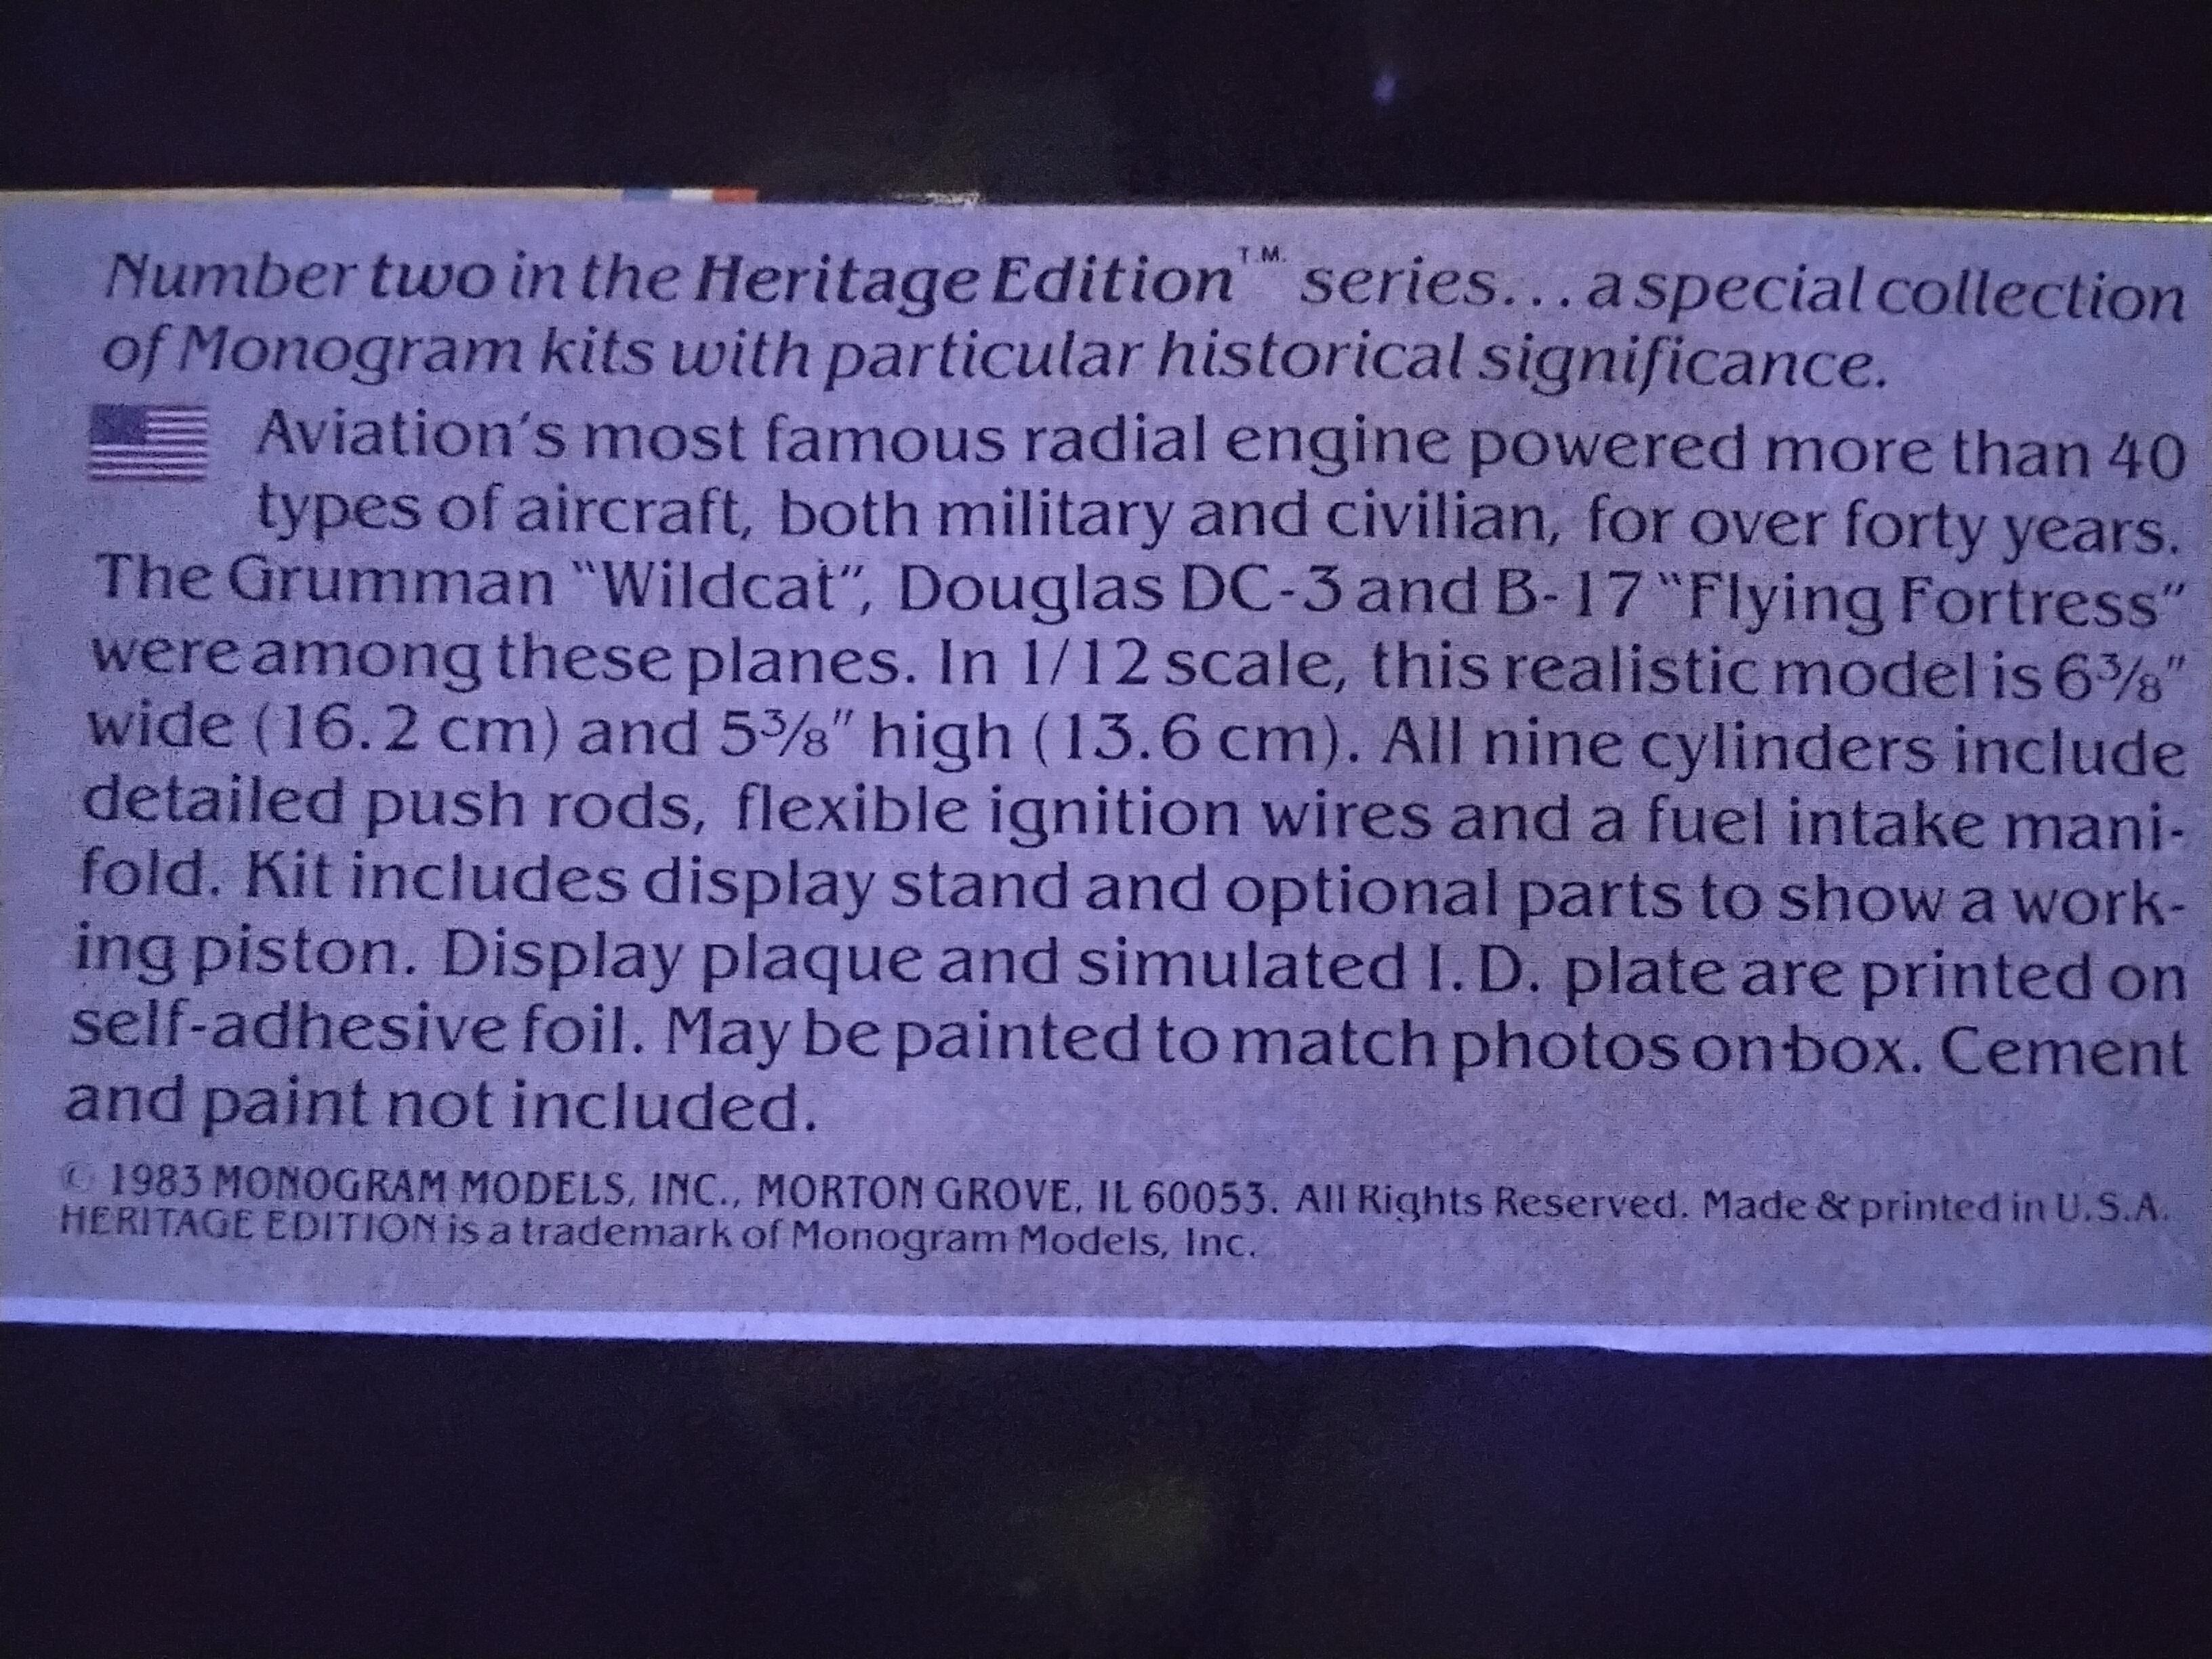 Number two in the Heritage Edition T.M. series...a special collection
of Monogram kits with particular historical significance.
Aviation's most famous radial engine powered more than 40
types of aircraft, both military and civilian, for over forty years.
The Grumman "Wildcat", Douglas DC-3 and B-17 "Flying Fortress"
were among these planes. In 1/12 scale, this realistic model is 6⅜"
wide (16.2 cm) and 5⅜" high (13.6 cm). All nine cylinders include
detailed push rods, flexible ignition wires and a fuel intake mani-
fold. Kit includes display stand and optional parts to show a work-
ing piston. Display plaque and simulated I.D. plate are printed on
self-adhesive foil. May be painted to match photos on box. Cement
and paint not included.
© 1983 MONOGRAM MODELS, INC., MORTON GROVE, IL 60053. All Rights Reserved. Made & printed in U.S.A.
HERITAGE EDITION is a trademark of Monogram Models, Inc.